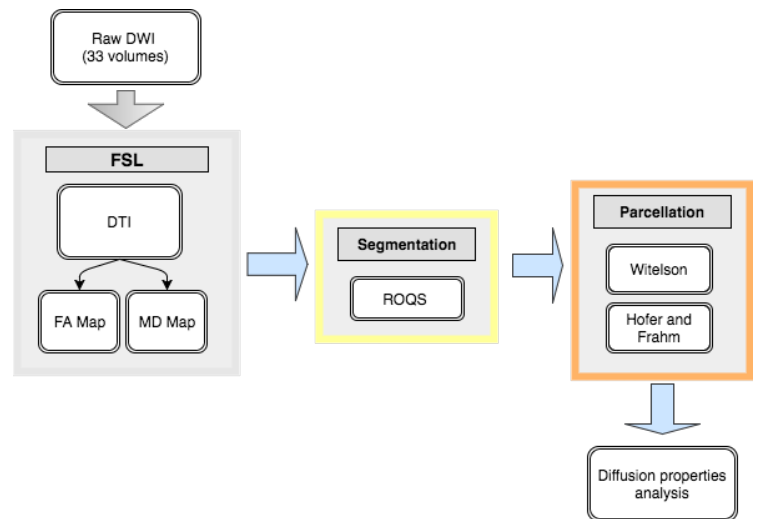 Raw DWI
(33 volumes)
FSL
DTI
FA Map
MD Map
Segmentation
ROQS
Parcellation
Witelson
Hofer and
Frahm
Diffusion properties
analysis